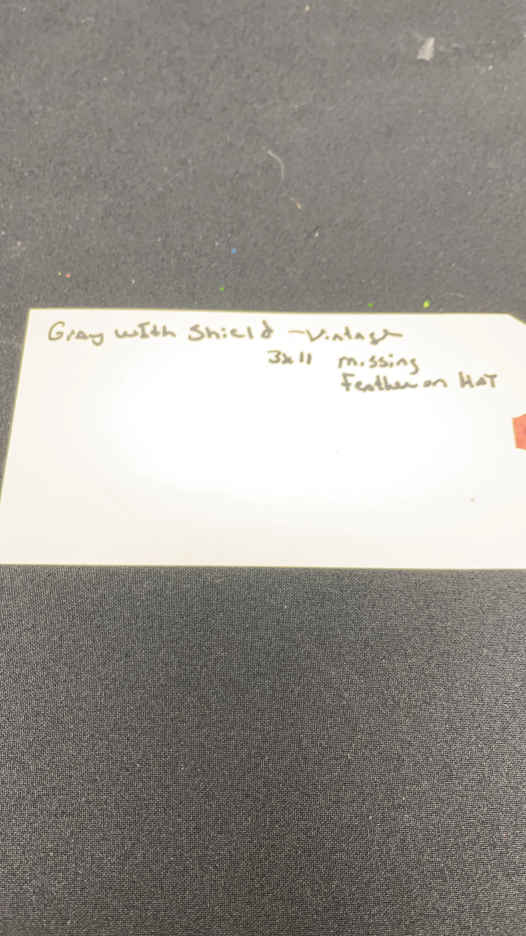 Gray with Shield - Vintage
3x11 missing
Feather on HAT